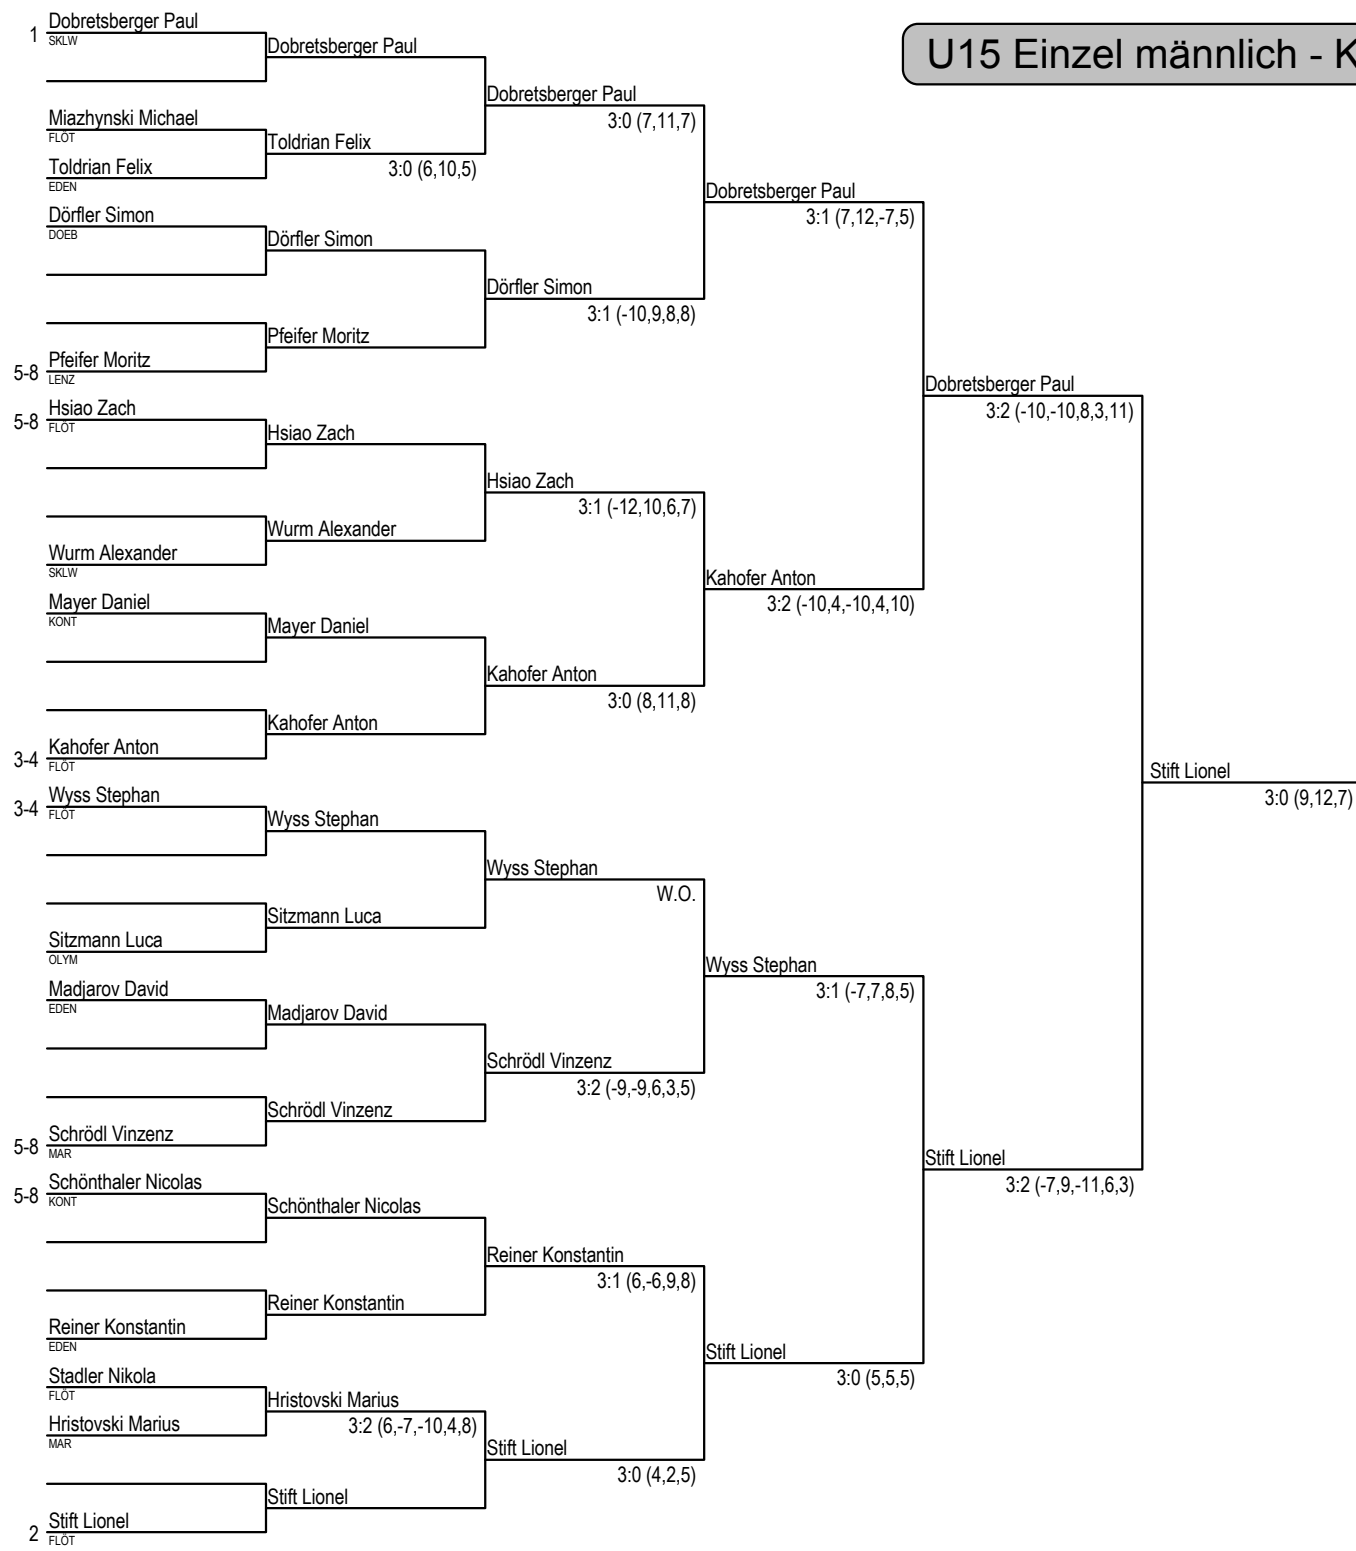 U15 Einzel männlich - K
1 Dobretsberger Paul
SKLW
Miazhynski Michael
FLÖT
Toldrian Felix
EDEN
Dörfler Simon
DOEB
5-8 Pfeifer Moritz
LENZ
5-8 Hsiao Zach
FLÖT
Wurm Alexander
SKLW
Mayer Daniel
KONT
3-4 Kahofer Anton
FLÖT
3-4 Wyss Stephan
FLÖT
Sitzmann Luca
OLYM
Madjarov David
EDEN
5-8 Schrödl Vinzenz
MAR
5-8 Schönthaler Nicolas
KONT
Reiner Konstantin
EDEN
Stadler Nikola
FLÖT
Hristovski Marius
MAR
2 Stift Lionel
FLÖT
Dobretsberger Paul
Toldrian Felix
3:0 (6,10,5)
Dörfler Simon
Pfeifer Moritz
Hsiao Zach
Wurm Alexander
Mayer Daniel
Kahofer Anton
Wyss Stephan
Sitzmann Luca
Madjarov David
Schrödl Vinzenz
Schönthaler Nicolas
Reiner Konstantin
Hristovski Marius
3:2 (6,-7,-10,4,8)
Stift Lionel
Dobretsberger Paul
3:0 (7,11,7)
Dörfler Simon
3:1 (-10,9,8,8)
Hsiao Zach
3:1 (-12,10,6,7)
Kahofer Anton
3:0 (8,11,8)
Wyss Stephan
W.O.
Schrödl Vinzenz
3:2 (-9,-9,6,3,5)
Reiner Konstantin
3:1 (6,-6,9,8)
Stift Lionel
3:0 (4,2,5)
Dobretsberger Paul
3:1 (7,12,-7,5)
Kahofer Anton
3:2 (-10,4,-10,4,10)
Wyss Stephan
3:1 (-7,7,8,5)
Stift Lionel
3:0 (5,5,5)
Dobretsberger Paul
3:2 (-10,-10,8,3,11)
Stift Lionel
3:2 (-7,9,-11,6,3)
Stift Lionel
3:0 (9,12,7)